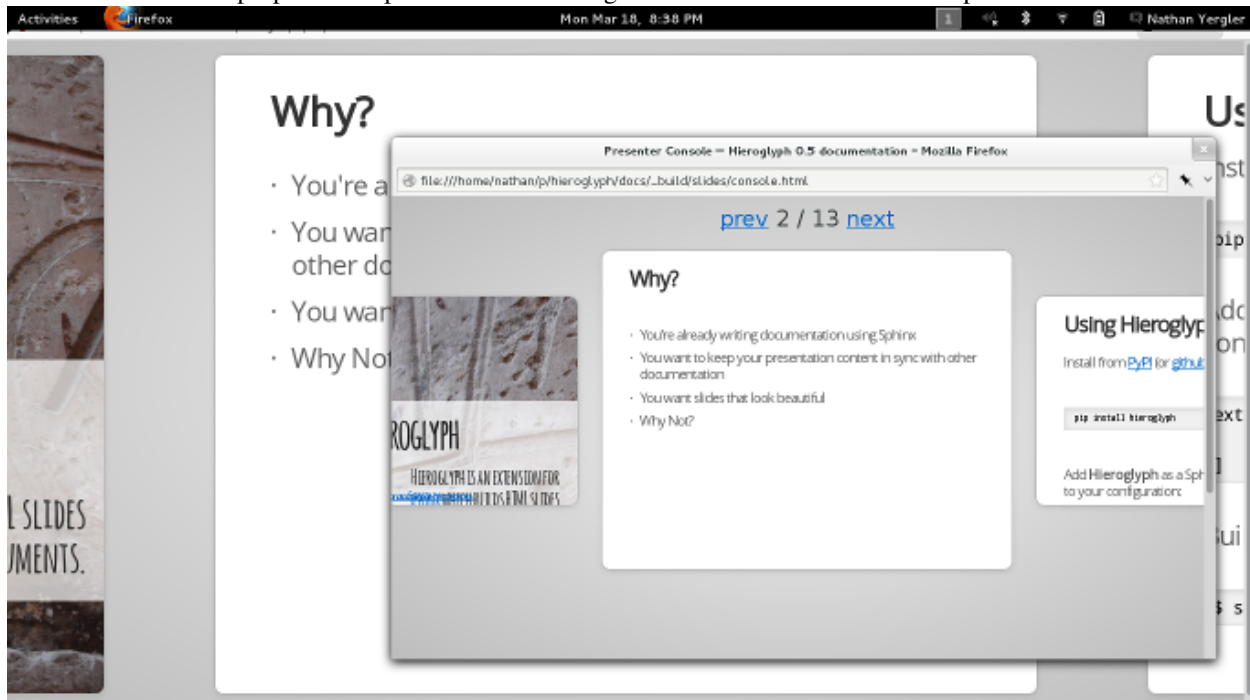 Activities Firefox Mon Mar 18, 8:38 PM 1 Nathan Yergler
Why?
· You're a
· You wan
other do
· You wan
· Why No
L SLIDES
UMENTS.
Presenter Console — Hieroglyph 0.5 documentation - Mozilla Firefox
file:///home/nathan/p/hieroglyph/docs/_build/slides/console.html
prev 2 / 13 next
ROGLYPH
HIEROGLYPH IS AN EXTENSION FOR
Why?
· You're already writing documentation using Sphinx
· You want to keep your presentation content in sync with other
documentation
· You want slides that look beautiful
· Why Not?
Using Hieroglyp
Install from PyPI (or github
pip install hieroglyph
Add Hieroglyph as a Sph
to your configuration:
Us
nst
pip
on
ext
]
ui
$ s